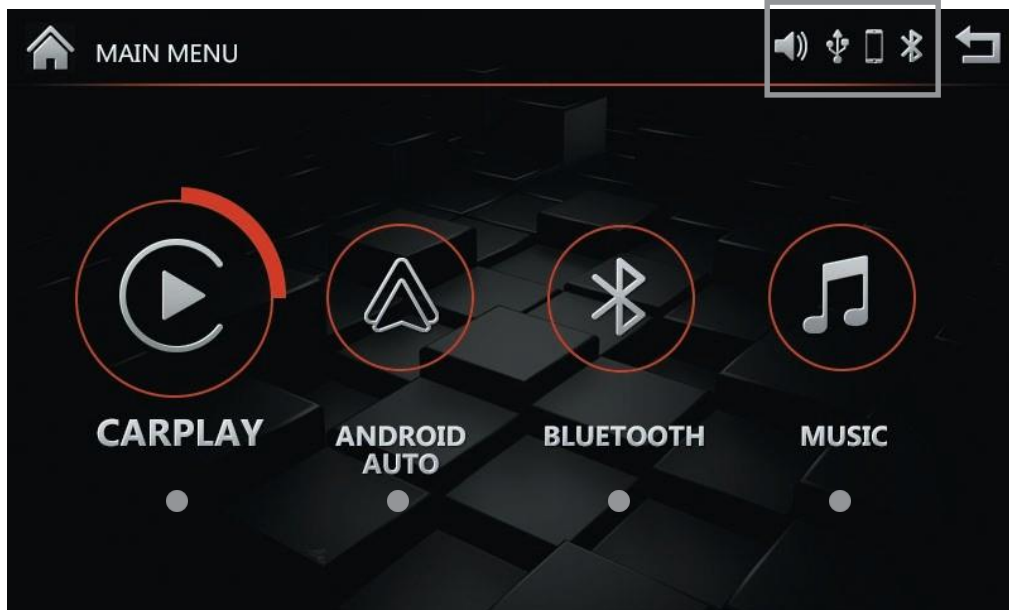 MAIN MENU
CARPLAY
ANDROID
AUTO
BLUETOOTH
MUSIC